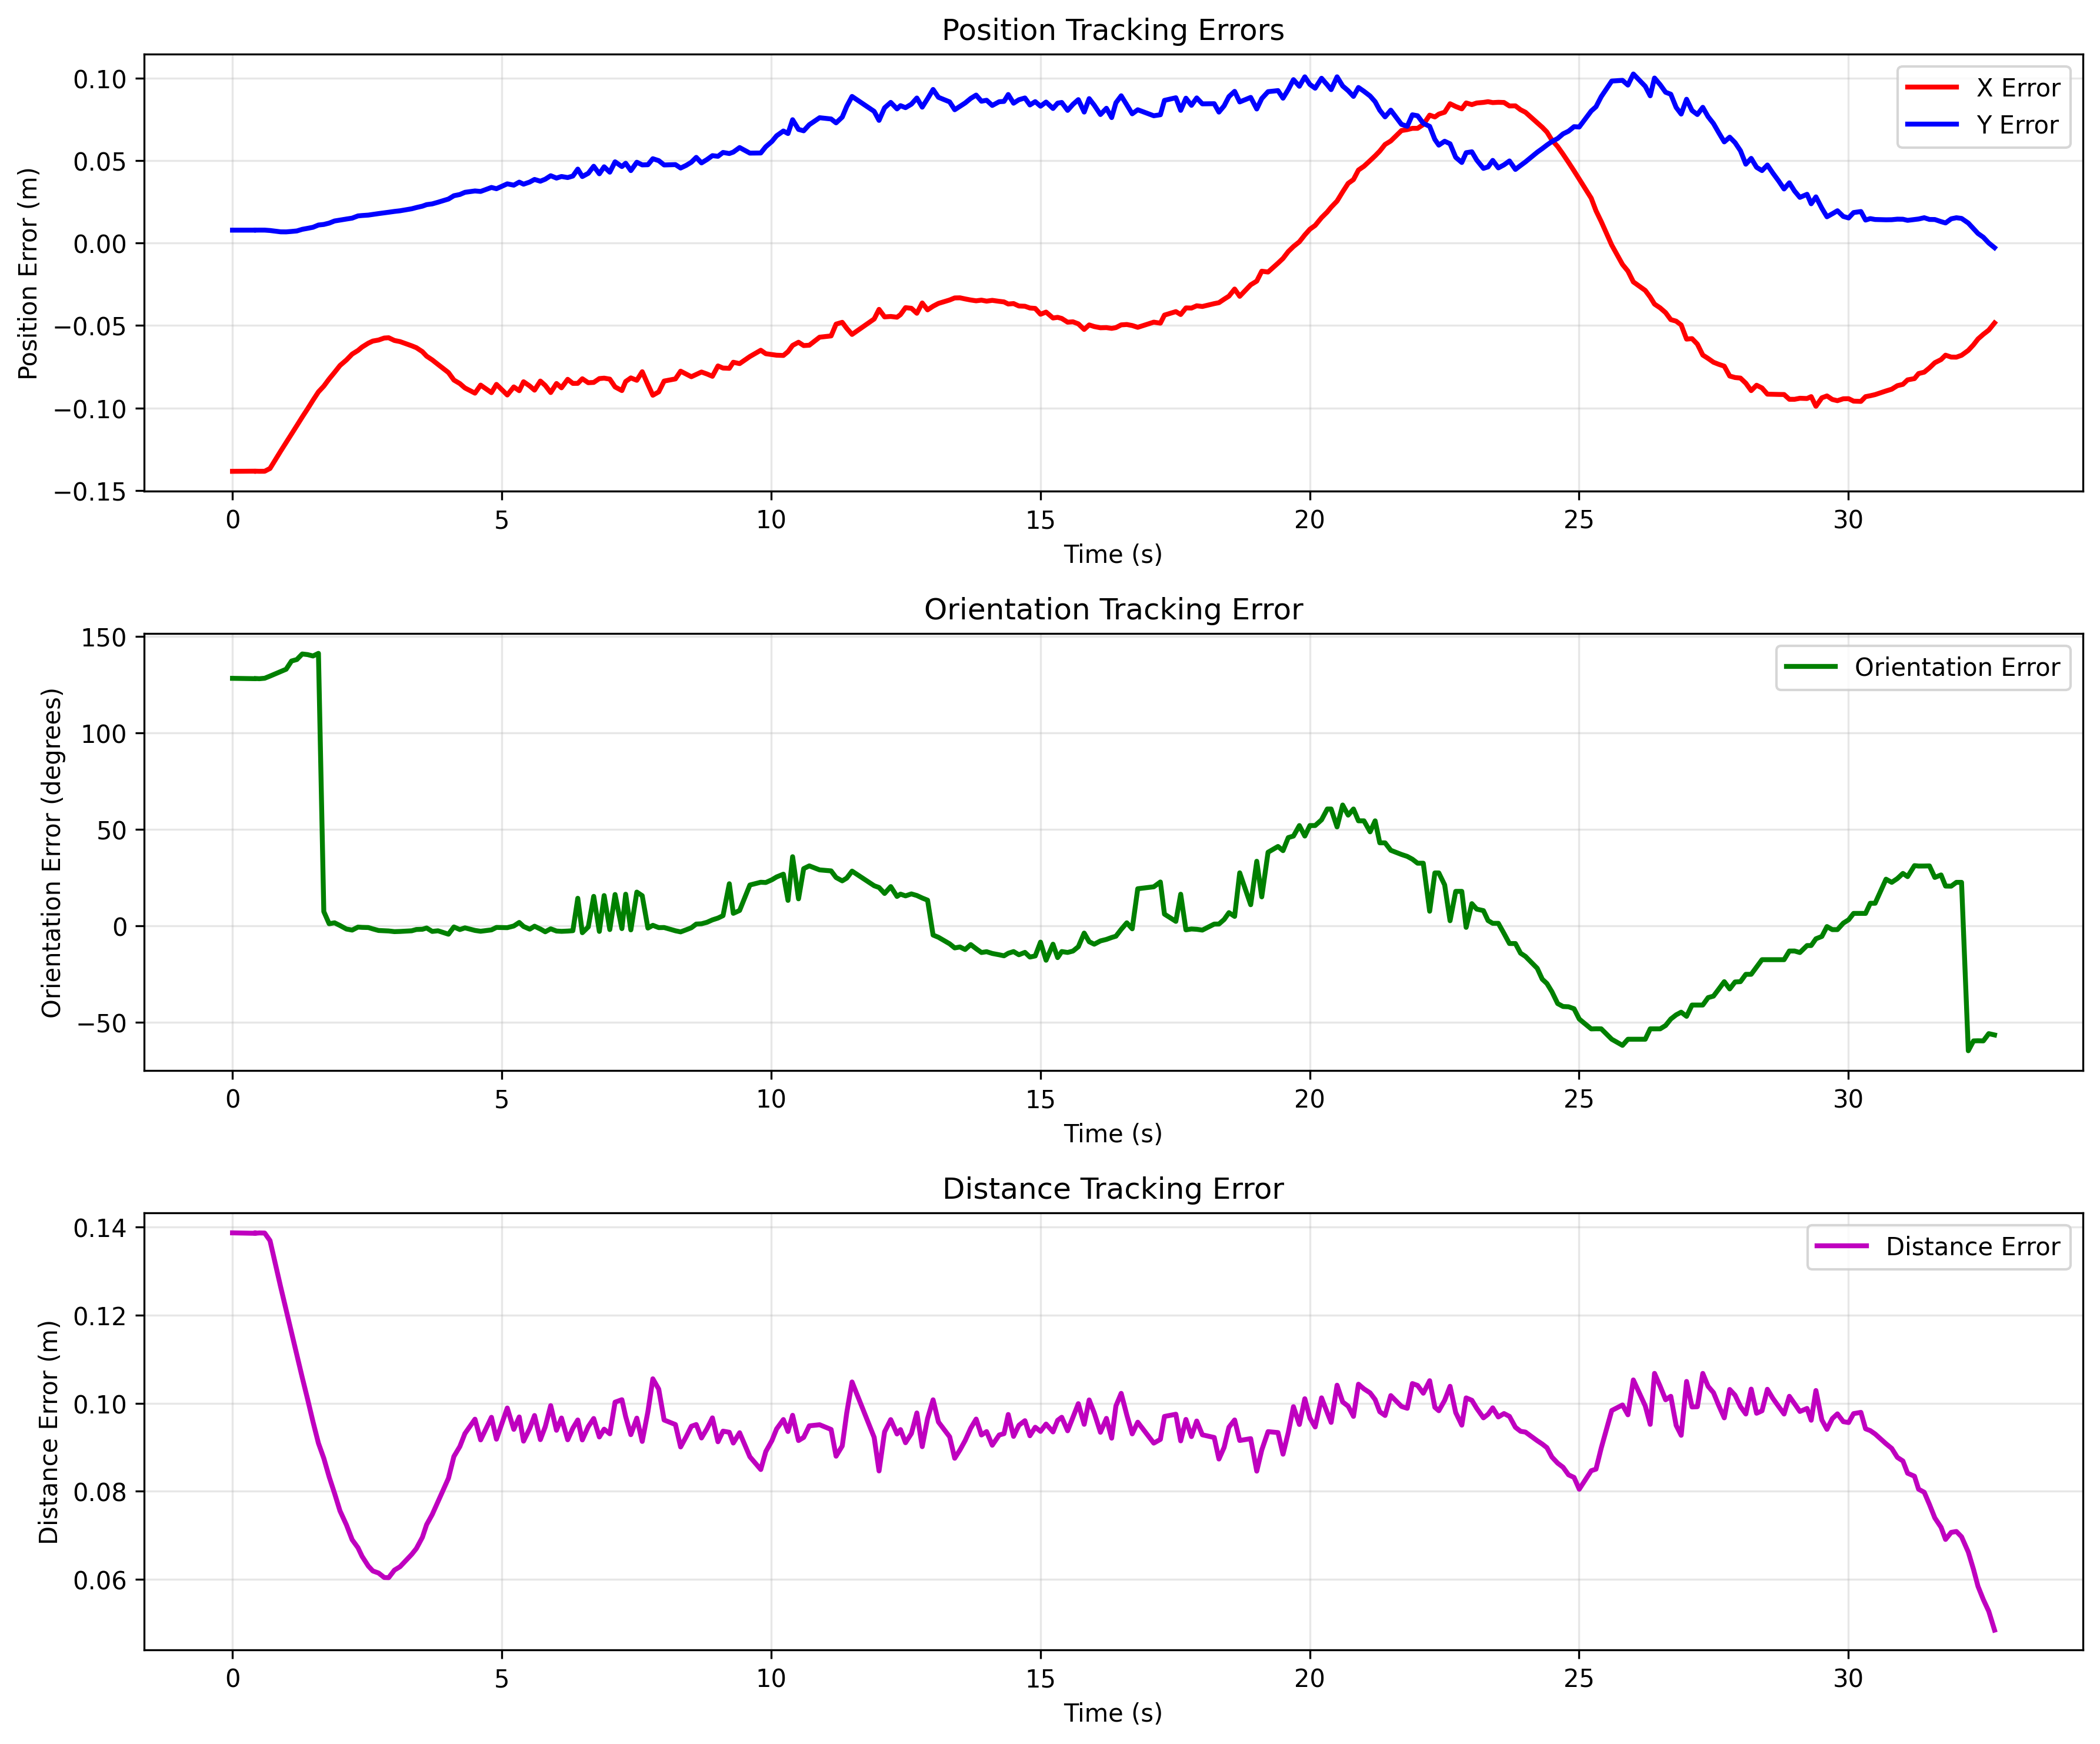 Position Tracking Errors
Position Error (m)
0.10
0.05
0.00
−0.05
−0.10
−0.15
X Error
Y Error
0 5 10 15 20 25 30
Time (s)
Orientation Tracking Error
Orientation Error (degrees)
150
100
50
0
−50
Orientation Error
0 5 10 15 20 25 30
Time (s)
Distance Tracking Error
Distance Error (m)
0.14
0.12
0.10
0.08
0.06
Distance Error
0 5 10 15 20 25 30
Time (s)